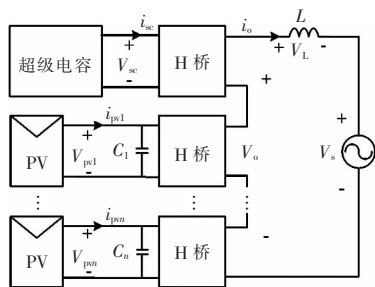 i_sc
i_o
L
超级电容
+
V_sc
-
H 桥
+
V_L
-
+
i_pv1
PV
+
V_pv1
-
C_1
H 桥
V_o
+
V_s
-
⋮
⋮
⋮
i_pvn
PV
+
V_pvn
-
C_n
H 桥
-